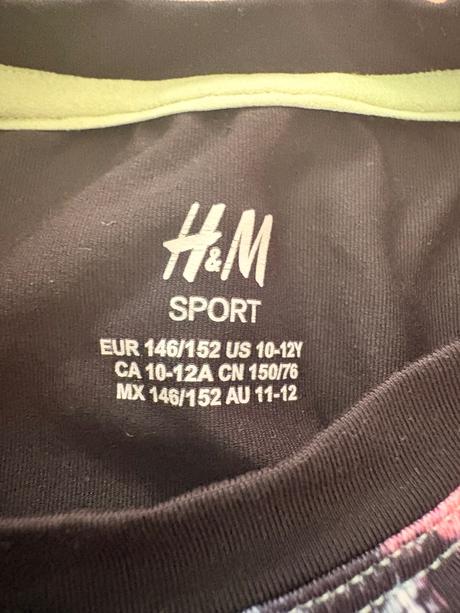 H&M
SPORT
EUR 146/152 US 10-12Y
CA 10-12A CN 150/76
MX 146/152 AU 11-12